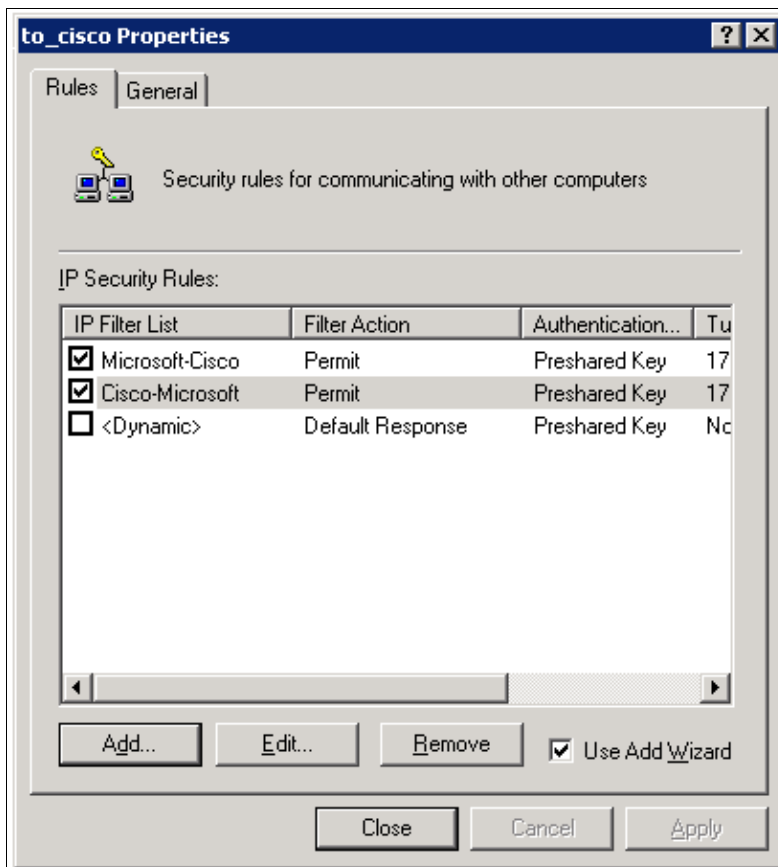 to_cisco Properties
Rules General
Security rules for communicating with other computers
IP Security Rules:
IP Filter List Filter Action Authentication... Tu
Microsoft-Cisco Permit Preshared Key 17
Cisco-Microsoft Permit Preshared Key 17
<Dynamic> Default Response Preshared Key No
Add... Edit... Remove Use Add Wizard
Close Cancel Apply